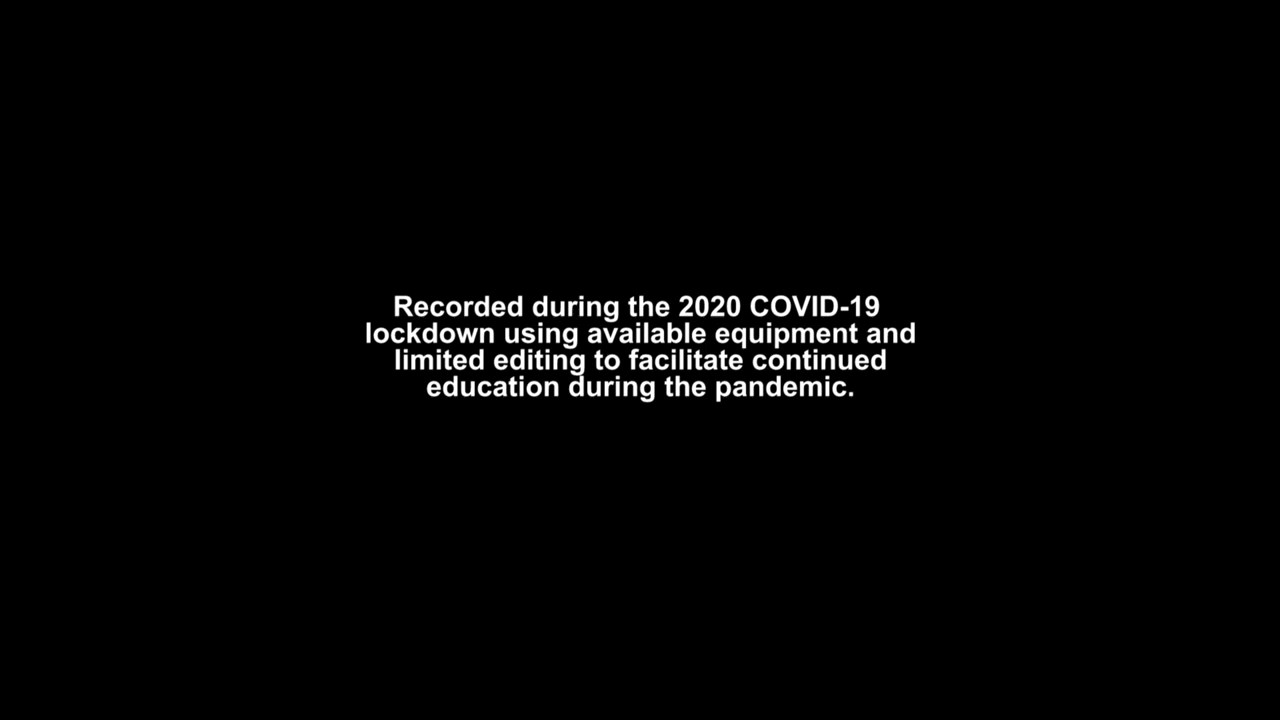 Recorded during the 2020 COVID-19
lockdown using available equipment and
limited editing to facilitate continued
education during the pandemic.